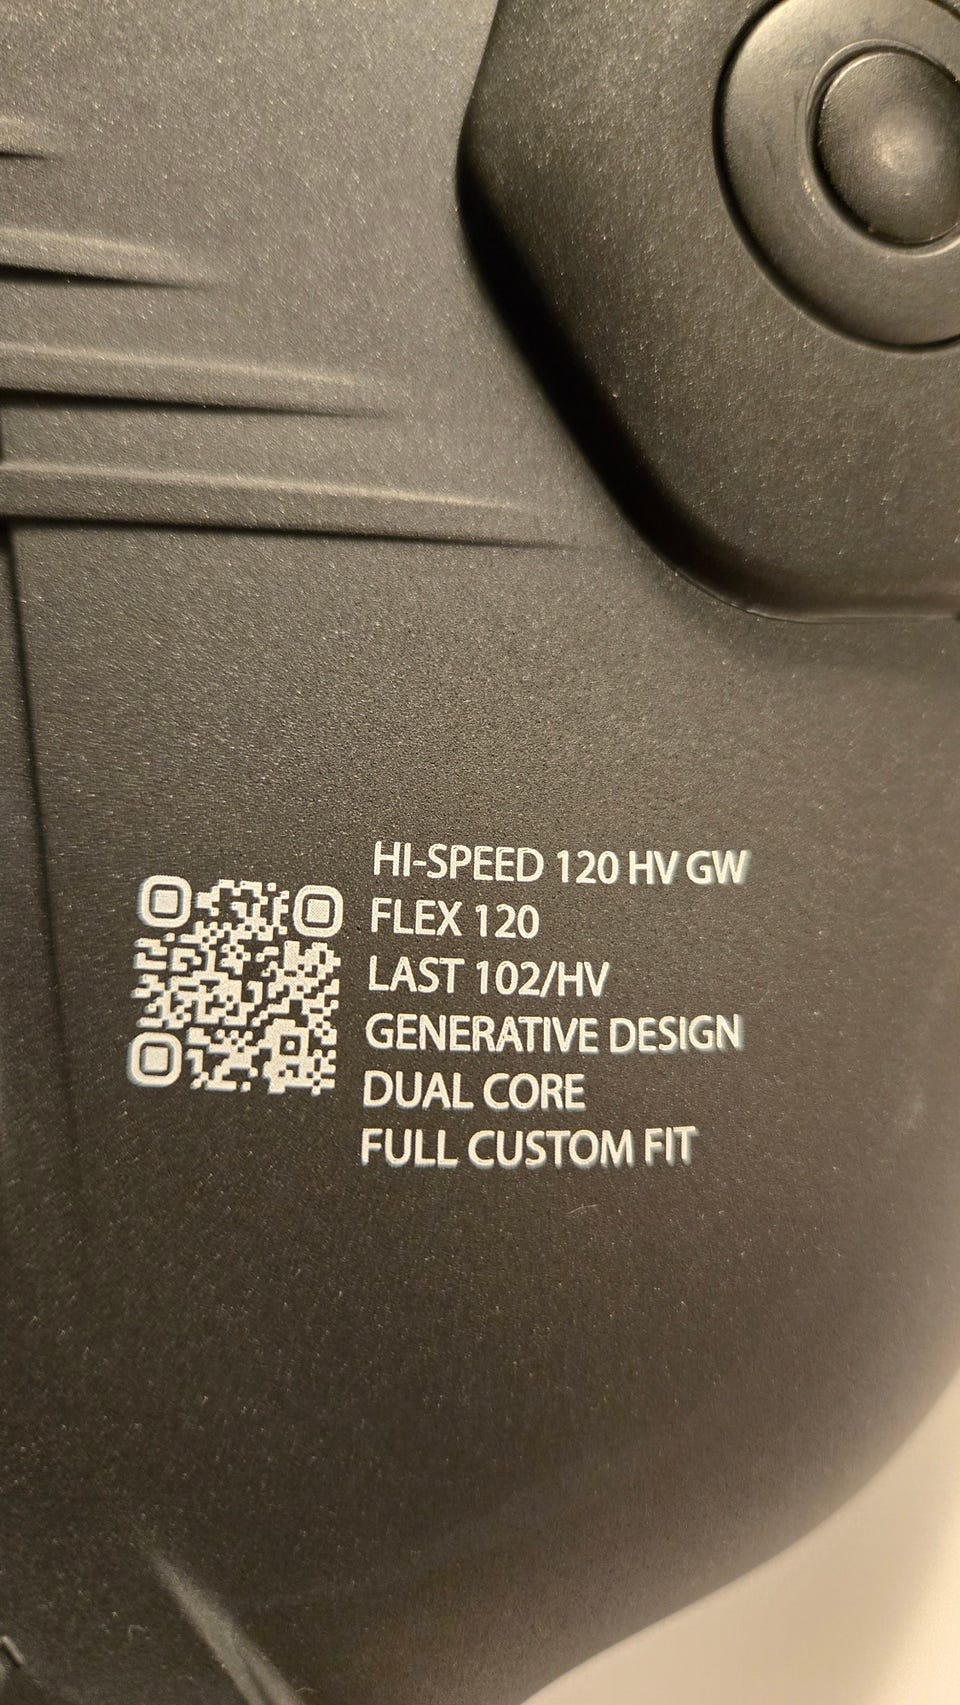 HI-SPEED 120 HV GW
FLEX 120
LAST 102/HV
GENERATIVE DESIGN
DUAL CORE
FULL CUSTOM FIT